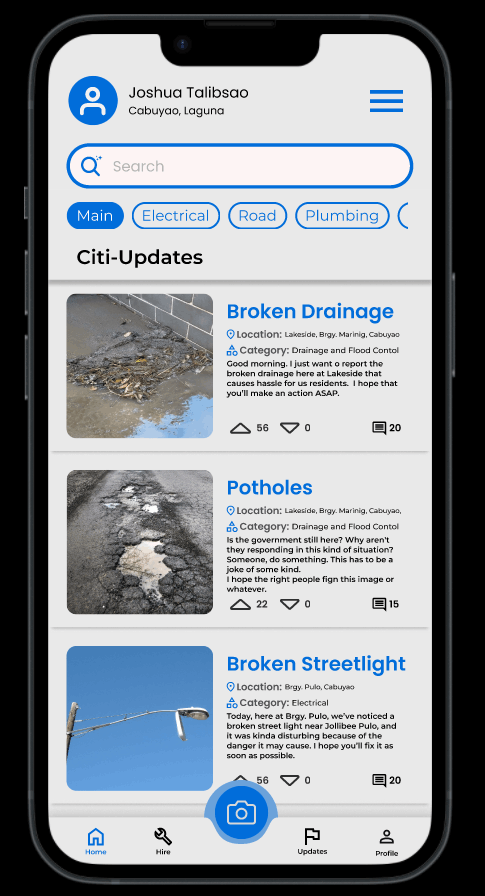 Joshua Talibsao
Cabuyao, Laguna
Search
Main Electrical Road Plumbing
Citi-Updates
Broken Drainage
Location: Lakeside, Brgy. Marinig, Cabuyao
Category: Drainage and Flood Contol
Good morning. I just want o report the
broken drainage here at Lakeside that
causes hassle for us residents. I hope that
you'll make an action ASAP.
56 0 20
Potholes
Location: Lakeside, Brgy. Marinig, Cabuyao,
Category: Drainage and Flood Contol
Is the government still here? Why aren't
they responding in this kind of situation?
Someone, do something. This has to be a
joke of some kind.
I hope the right people fign this image or
whatever.
22 0 15
Broken Streetlight
Location: Brgy. Pulo, Cabuyao
Category: Electrical
Today, here at Brgy. Pulo, we've noticed a
broken street light near Jollibee Pulo, and
it was kinda disturbing because of the
danger it may cause. I hope you'll fix it as
soon as possible.
56 0 20
Home Hire Updates Profile